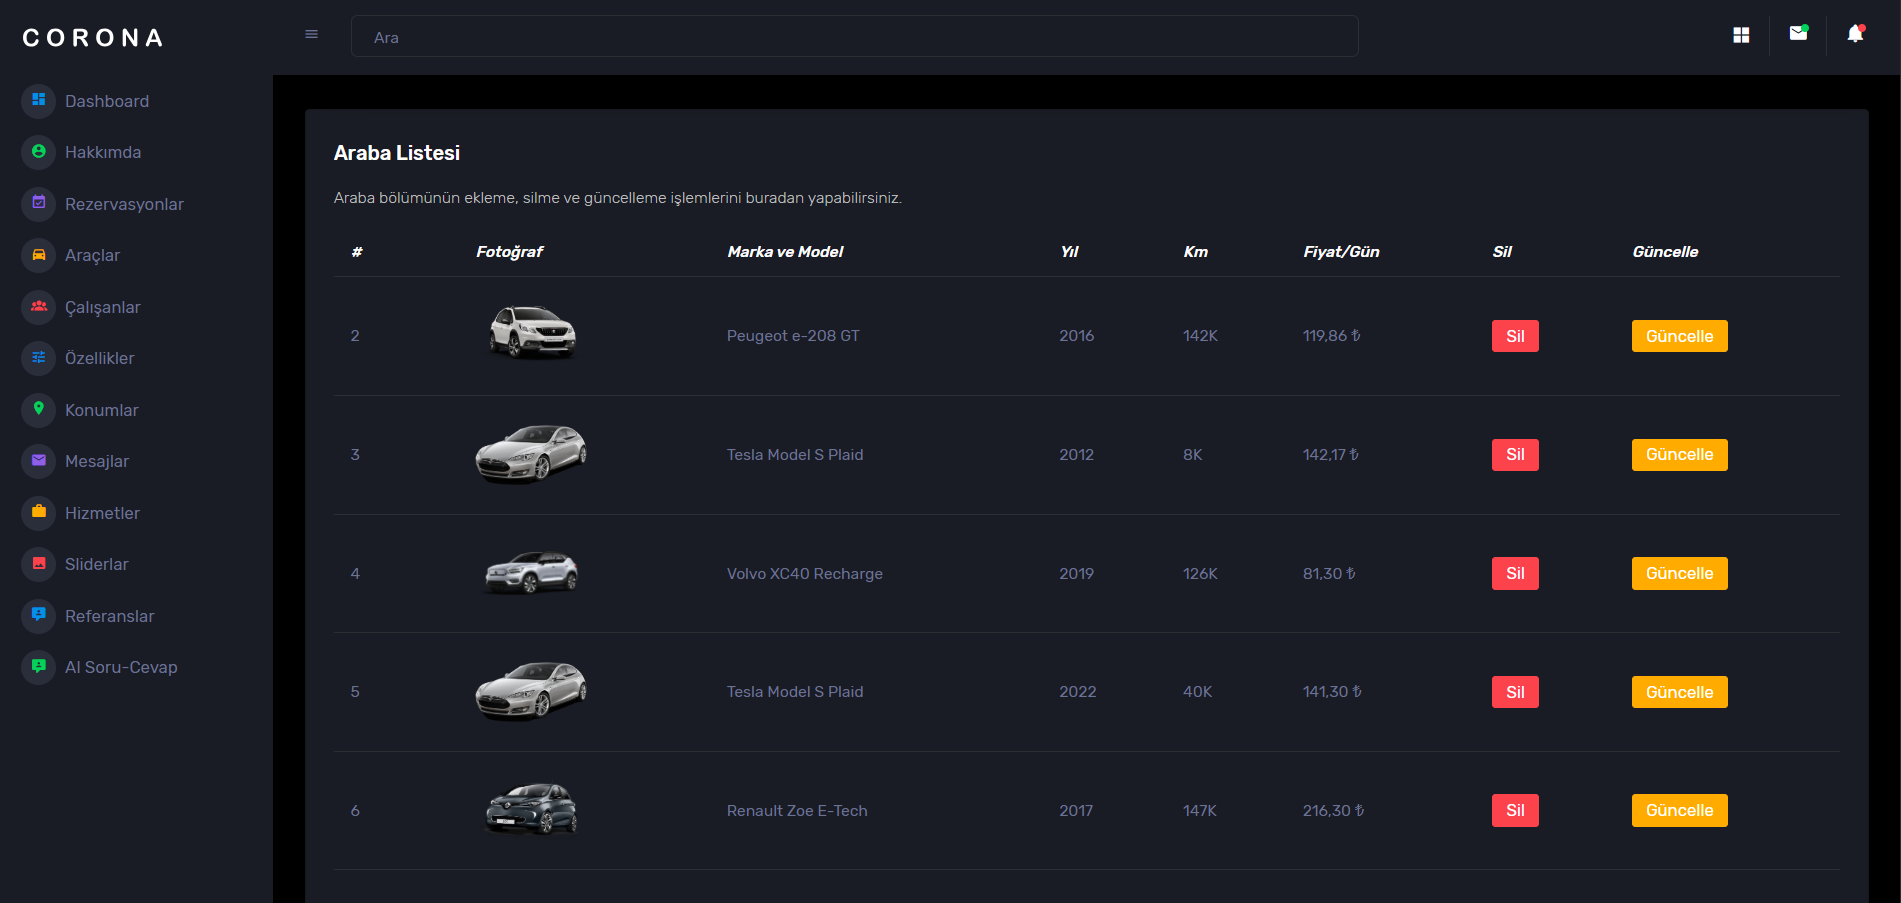 CORONA
Ara
Dashboard
Hakkımda
Rezervasyonlar
Araçlar
Çalışanlar
Özellikler
Konumlar
Mesajlar
Hizmetler
Sliderlar
Referanslar
AI Soru-Cevap
Araba Listesi
Araba bölümünün ekleme, silme ve güncelleme işlemlerini buradan yapabilirsiniz.
# Fotoğraf Marka ve Model Yıl Km Fiyat/Gün Sil Güncelle
2 Peugeot e-208 GT 2016 142K 119,86 ₺ Sil Güncelle
3 Tesla Model S Plaid 2012 8K 142,17 ₺ Sil Güncelle
4 Volvo XC40 Recharge 2019 126K 81,30 ₺ Sil Güncelle
5 Tesla Model S Plaid 2022 40K 141,30 ₺ Sil Güncelle
6 Renault Zoe E-Tech 2017 147K 216,30 ₺ Sil Güncelle